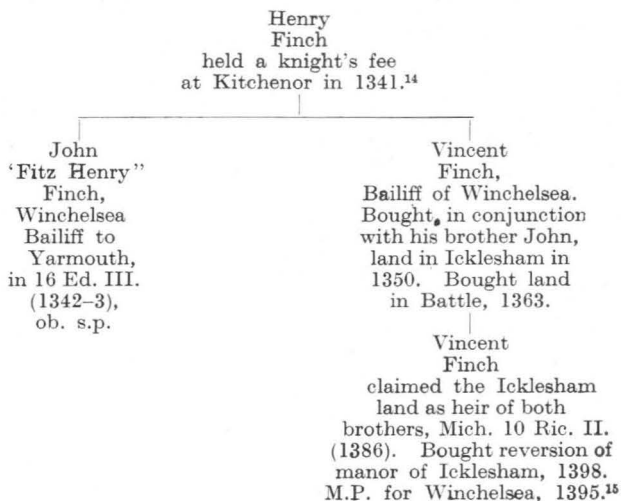 Henry
Finch
held a knight's fee
at Kitchenor in 1341.¹⁴
John
'Fitz Henry"
Finch,
Winchelsea
Bailiff to
Yarmouth,
in 16 Ed. III.
(1342–3),
ob. s.p.
Vincent
Finch,
Bailiff of Winchelsea.
Bought, in conjunction
with his brother John,
land in Icklesham in
1350. Bought land
in Battle, 1363.
Vincent
Finch
claimed the Icklesham
land as heir of both
brothers, Mich. 10 Ric. II.
(1386). Bought reversion of
manor of Icklesham, 1398.
M.P. for Winchelsea, 1395.¹⁵